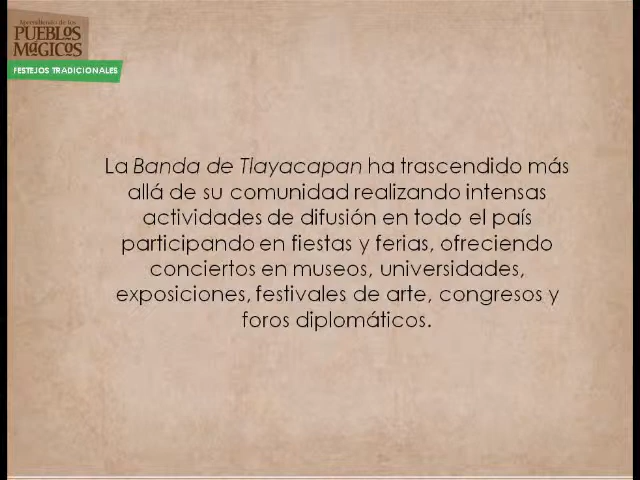 Aprendiendo de los
PUEBLOS
MáGICOS
FESTEJOS TRADICIONALES
La Banda de Tlayacapan ha trascendido más
allá de su comunidad realizando intensas
actividades de difusión en todo el país
participando en fiestas y ferias, ofreciendo
conciertos en museos, universidades,
exposiciones, festivales de arte, congresos y
foros diplomáticos.